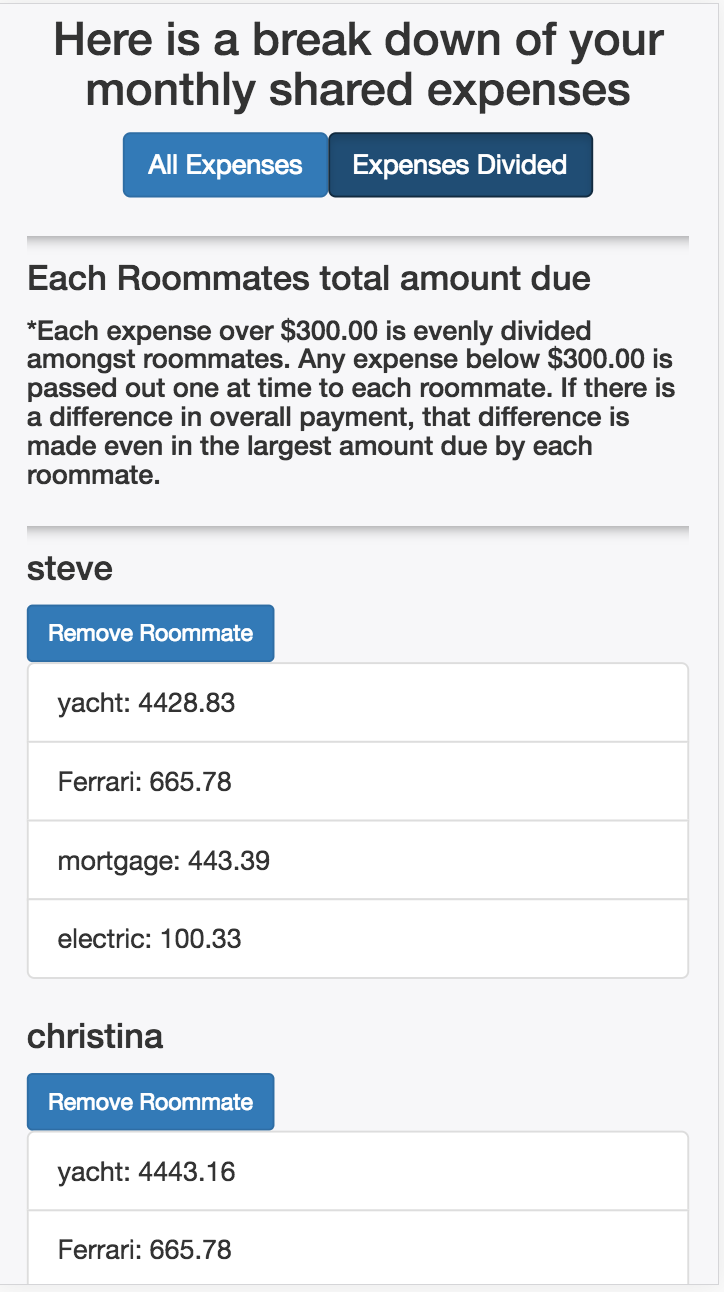 Here is a break down of your
monthly shared expenses
All Expenses
Expenses Divided
Each Roommates total amount due
*Each expense over $300.00 is evenly divided
amongst roommates. Any expense below $300.00 is
passed out one at time to each roommate. If there is
a difference in overall payment, that difference is
made even in the largest amount due by each
roommate.
steve
Remove Roommate
yacht: 4428.83
Ferrari: 665.78
mortgage: 443.39
electric: 100.33
christina
Remove Roommate
yacht: 4443.16
Ferrari: 665.78